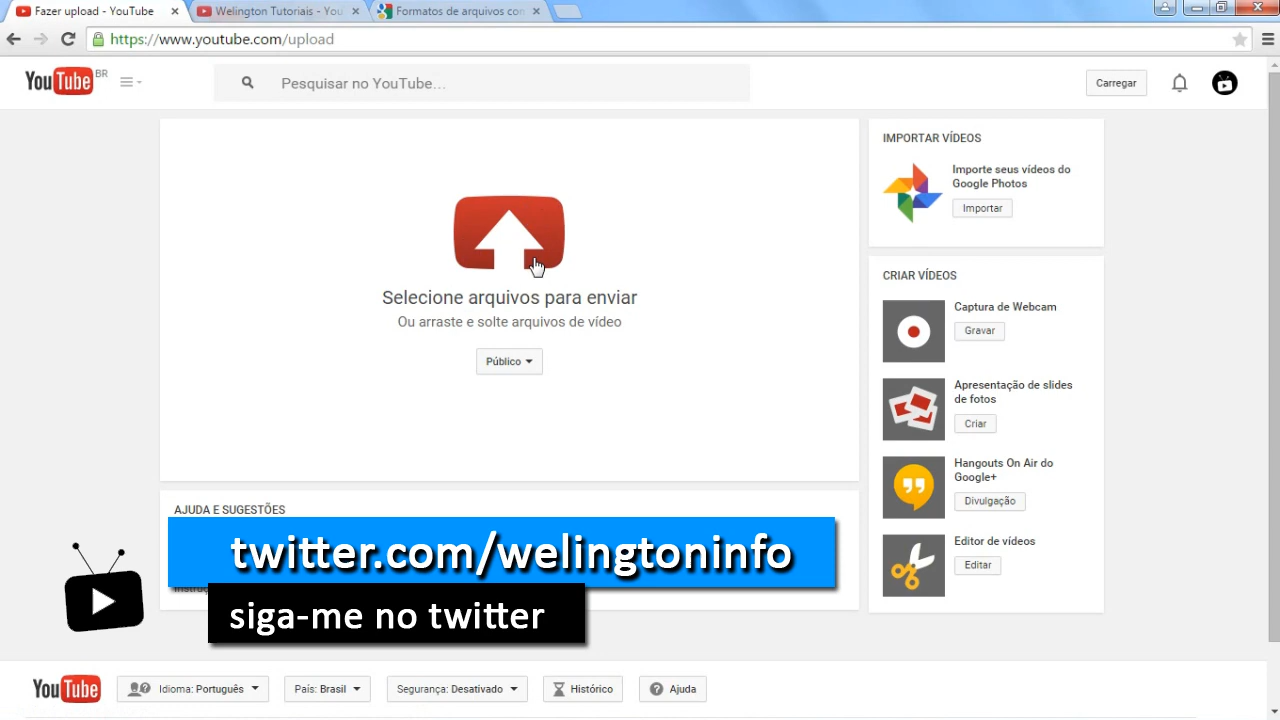 Fazer upload - YouTube
Welington Tutoriais - You
Formatos de arquivos con
https://www.youtube.com/upload
YouTube BR
Pesquisar no YouTube...
Carregar
Selecione arquivos para enviar
Ou arraste e solte arquivos de vídeo
Público
IMPORTAR VÍDEOS
Importe seus vídeos do
Google Photos
Importar
CRIAR VÍDEOS
Captura de Webcam
Gravar
Apresentação de slides
de fotos
Criar
Hangouts On Air do
Google+
Divulgação
Editor de vídeos
Editar
AJUDA E SUGESTÕES
twitter.com/welingtoninfo
siga-me no twitter
YouTube
Idioma: Português
País: Brasil
Segurança: Desativado
Histórico
Ajuda